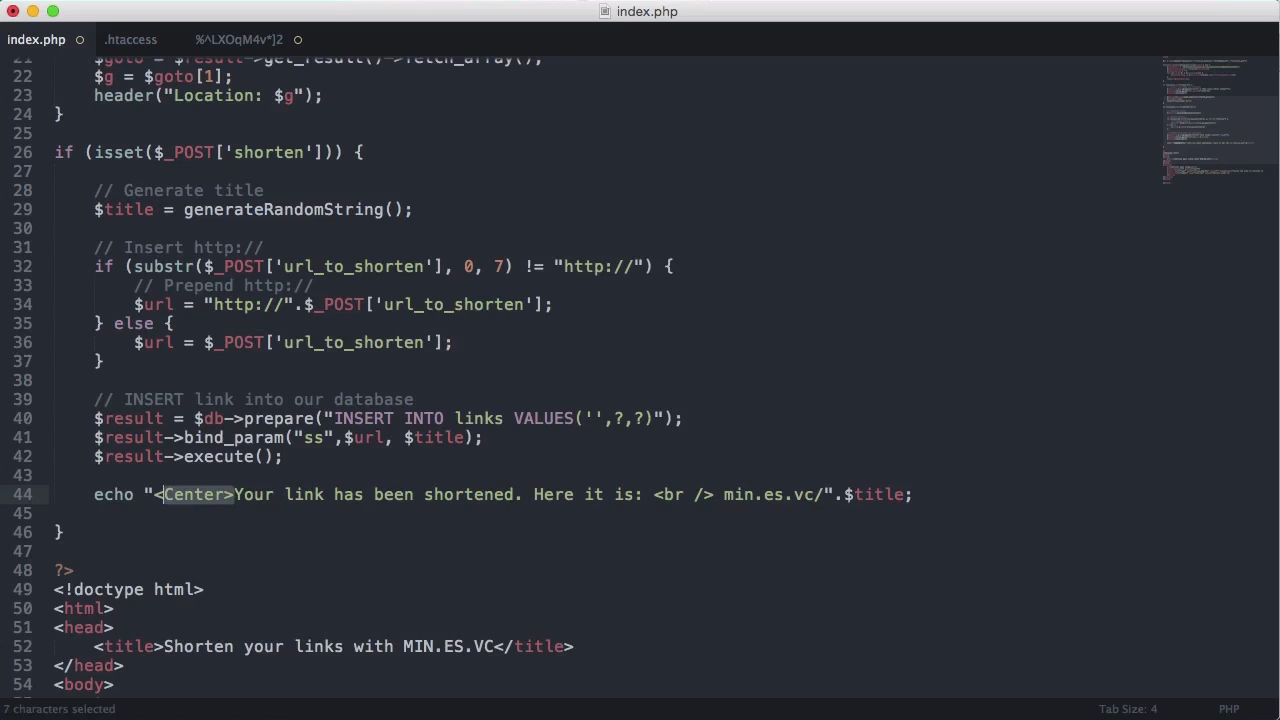 index.php
index.php
.htaccess
%^LXOqM4v*]2
21 $goto = $result->get_result()->fetch_array();
22 $g = $goto[1];
23 header("Location: $g");
24 }
25
26 if (isset($_POST['shorten'])) {
27
28 // Generate title
29 $title = generateRandomString();
30
31 // Insert http://
32 if (substr($_POST['url_to_shorten'], 0, 7) != "http://") {
33 // Prepend http://
34 $url = "http://".$_POST['url_to_shorten'];
35 } else {
36 $url = $_POST['url_to_shorten'];
37 }
38
39 // INSERT link into our database
40 $result = $db->prepare("INSERT INTO links VALUES('',?,?)");
41 $result->bind_param("ss",$url, $title);
42 $result->execute();
43
44 echo "<Center>Your link has been shortened. Here it is: <br /> min.es.vc/".$title;
45
46 }
47
48 ?>
49 <!doctype html>
50 <html>
51 <head>
52 <title>Shorten your links with MIN.ES.VC</title>
53 </head>
54 <body>
7 characters selected
Tab Size: 4
PHP